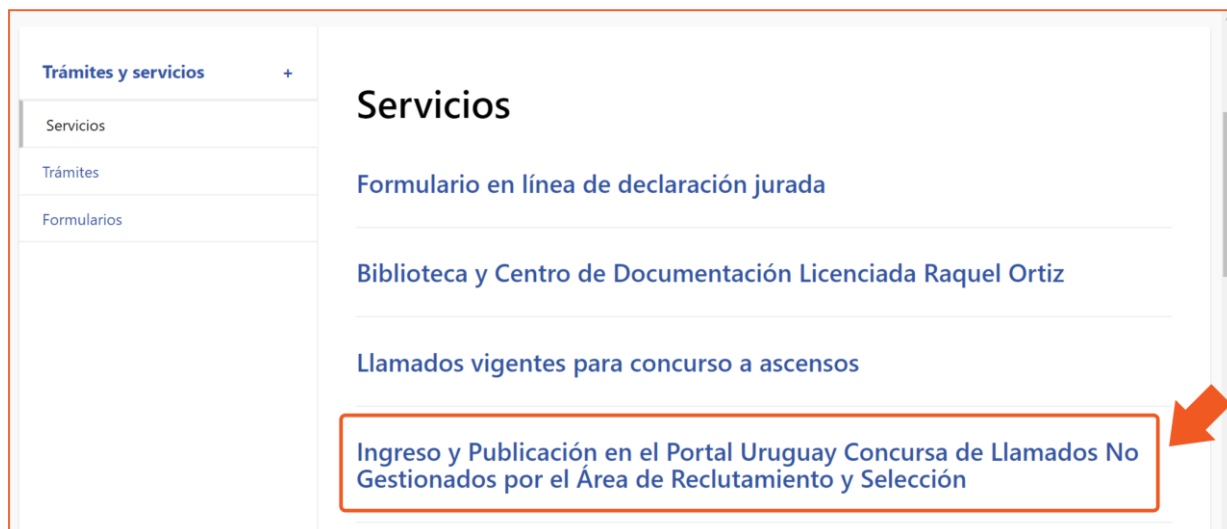 Trámites y servicios +
Servicios
Trámites
Formularios
Servicios
Formulario en línea de declaración jurada
Biblioteca y Centro de Documentación Licenciada Raquel Ortiz
Llamados vigentes para concurso a ascensos
Ingreso y Publicación en el Portal Uruguay Concursa de Llamados No
Gestionados por el Área de Reclutamiento y Selección